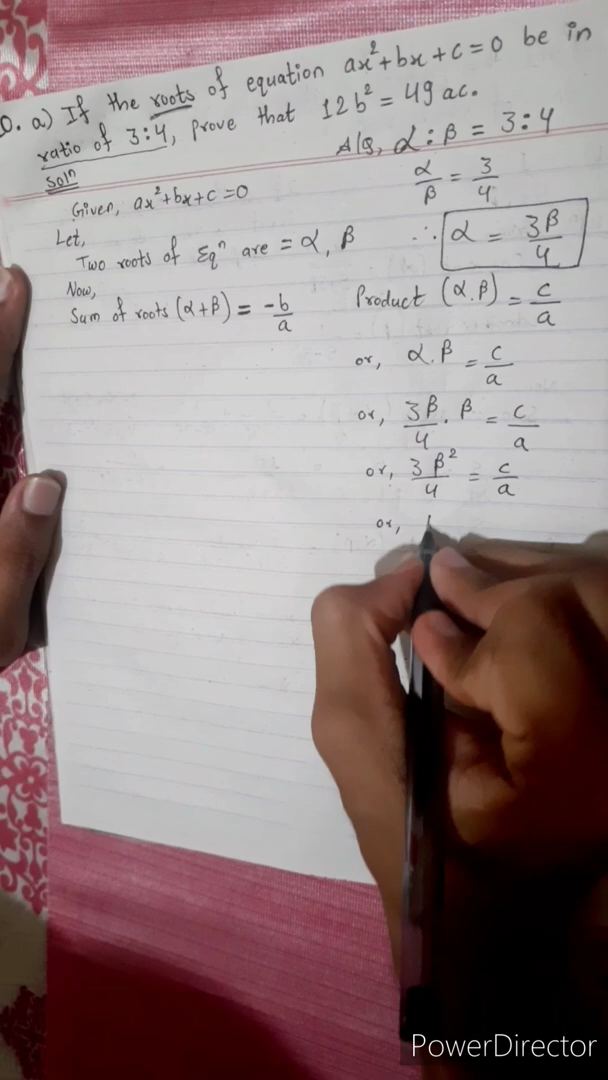 0. a) If the roots of equation ax²+bx+c=0 be in
ratio of 3:4, prove that 12b² = 49ac.
Solⁿ
Given, ax²+bx+c=0
Let,
Two roots of Eqⁿ are = α, β
Now,
Sum of roots (α+β) = -b/a
A/Q, α:β = 3:4
α/β = 3/4
∴ α = 3β/4
Product (α.β) = c/a
or, α.β = c/a
or, 3β/4 . β = c/a
or, 3β²/4 = c/a
or,
PowerDirector